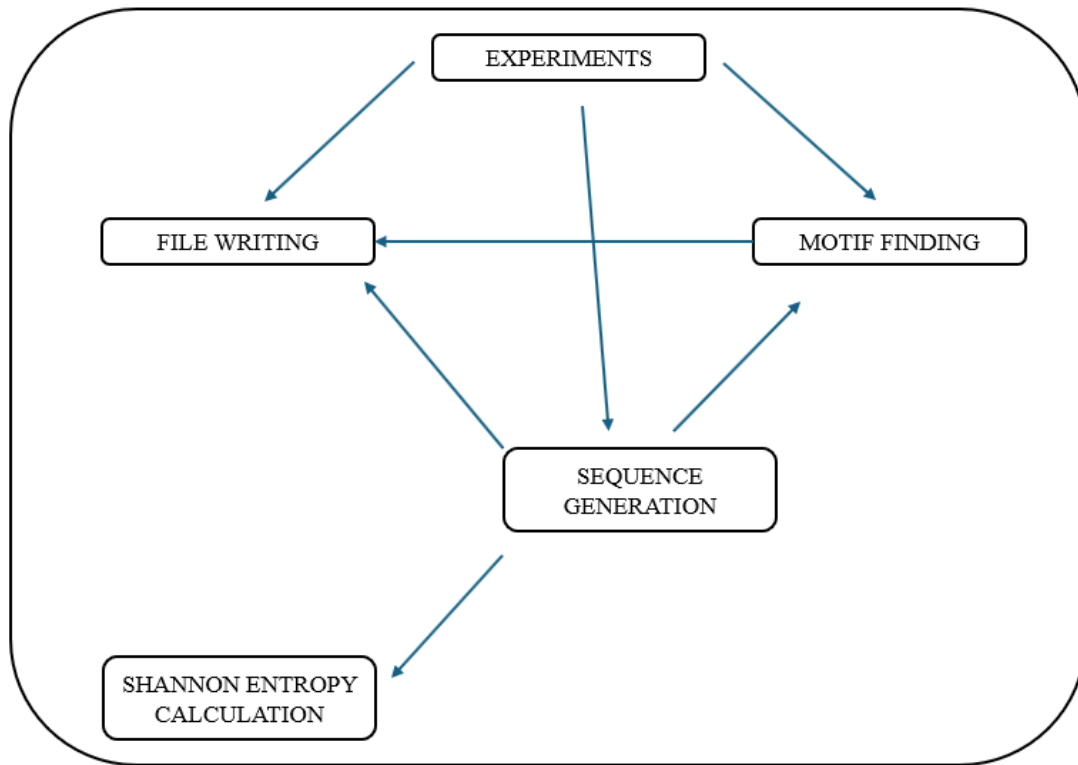 EXPERIMENTS
FILE WRITING
MOTIF FINDING
SEQUENCE
GENERATION
SHANNON ENTROPY
CALCULATION